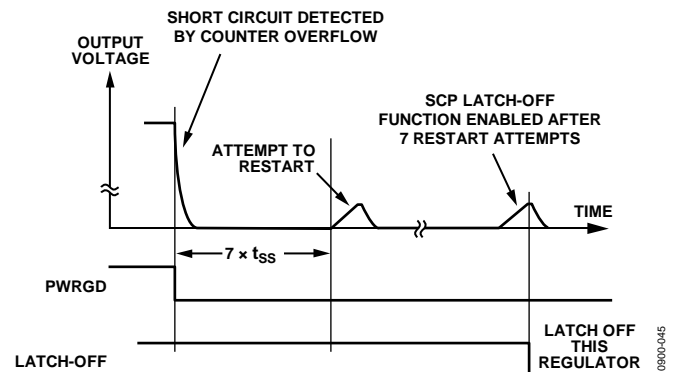 SHORT CIRCUIT DETECTED
BY COUNTER OVERFLOW
OUTPUT
VOLTAGE
SCP LATCH-OFF
FUNCTION ENABLED AFTER
7 RESTART ATTEMPTS
ATTEMPT TO
RESTART
TIME
7 × tSS
PWRGD
LATCH-OFF
LATCH OFF
THIS
REGULATOR
0900-045